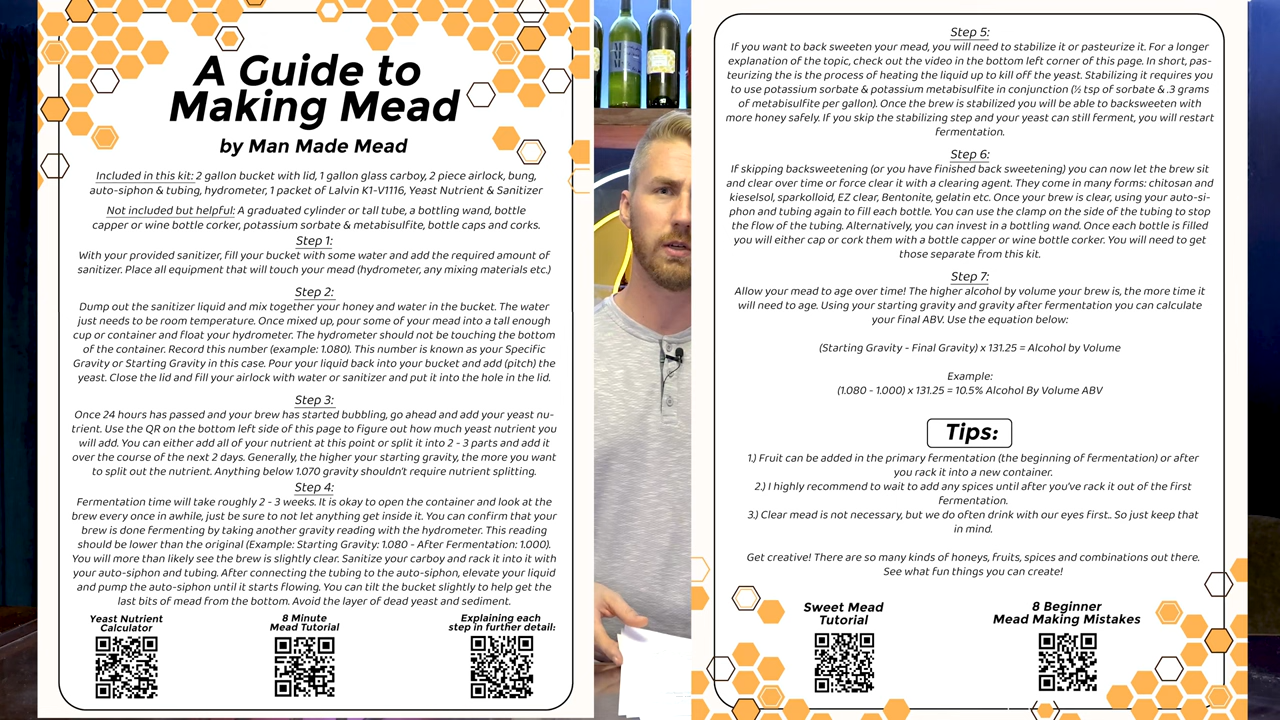 A Guide to
Making Mead
by Man Made Mead
Included in this kit: 2 gallon bucket with lid, 1 gallon glass carboy, 2 piece airlock, bung,
auto-siphon & tubing, hydrometer, 1 packet of Lalvin K1-V1116, Yeast Nutrient & Sanitizer
Not included but helpful: A graduated cylinder or tall tube, a bottling wand, bottle
capper or wine bottle corker, potassium sorbate & metabisulfite, bottle caps and corks.
Step 1:
With your provided sanitizer, fill your bucket with some water and add the required amount of
sanitizer. Place all equipment that will touch your mead (hydrometer, any mixing materials etc.)
Step 2:
Dump out the sanitizer liquid and mix together your honey and water in the bucket. The water
just needs to be room temperature. Once mixed up, pour some of your mead into a tall enough
cup or container and float your hydrometer. The hydrometer should not be touching the bottom
of the container. Record this number (example: 1.080). This number is known as your Specific
Gravity or Starting Gravity in this case. Pour your liquid back into your bucket and add (pitch) the
yeast. Close the lid and fill your airlock with water or sanitizer and put it into the hole in the lid.
Step 3:
Once 24 hours has passed and your brew has started bubbling, go ahead and add your yeast nu-
trient. Use the QR on the bottom left side of this page to figure out how much yeast nutrient you
will add. You can either add all of your nutrient at this point or split it into 2 - 3 parts and add it
over the course of the next 2 days. Generally, the higher your starting gravity, the more you want
to split out the nutrient. Anything below 1.070 gravity shouldn't require nutrient splitting.
Step 4:
Fermentation time will take roughly 2 - 3 weeks. It is okay to open the container and look at the
brew every once in awhile, just be sure to not let anything get inside it. You can confirm that your
brew is done fermenting by taking another gravity reading with the hydrometer. This reading
should be lower than the original (Example: Starting Gravity: 1.080 - After Fermentation: 1.000).
You will more than likely see the brew is slightly clear. Sanitize your carboy and rack it into it with
your auto-siphon and tubing. After connecting the tubing to the auto-siphon, elevate your liquid
and pump the auto-siphon until it starts flowing. You can tilt the bucket slightly to help get the
last bits of mead from the bottom. Avoid the layer of dead yeast and sediment.
Yeast Nutrient
Calculator
8 Minute
Mead Tutorial
Explaining each
step in further detail:
Step 5:
If you want to back sweeten your mead, you will need to stabilize it or pasteurize it. For a longer
explanation of the topic, check out the video in the bottom left corner of this page. In short, pas-
teurizing the is the process of heating the liquid up to kill off the yeast. Stabilizing it requires you
to use potassium sorbate & potassium metabisulfite in conjunction (½ tsp of sorbate & .3 grams
of metabisulfite per gallon). Once the brew is stabilized you will be able to backsweeten with
more honey safely. If you skip the stabilizing step and your yeast can still ferment, you will restart
fermentation.
Step 6:
If skipping backsweetening (or you have finished back sweetening) you can now let the brew sit
and clear over time or force clear it with a clearing agent. They come in many forms: chitosan and
kieselsol, sparkolloid, EZ clear, Bentonite, gelatin etc. Once your brew is clear, using your auto-si-
phon and tubing again to fill each bottle. You can use the clamp on the side of the tubing to stop
the flow of the tubing. Alternatively, you can invest in a bottling wand. Once each bottle is filled
you will either cap or cork them with a bottle capper or wine bottle corker. You will need to get
those separate from this kit.
Step 7:
Allow your mead to age over time! The higher alcohol by volume your brew is, the more time it
will need to age. Using your starting gravity and gravity after fermentation you can calculate
your final ABV. Use the equation below:
(Starting Gravity - Final Gravity) x 131.25 = Alcohol by Volume
Example:
(1.080 - 1.000) x 131.25 = 10.5% Alcohol By Volume ABV
Tips:
1.) Fruit can be added in the primary fermentation (the beginning of fermentation) or after
you rack it into a new container.
2.) I highly recommend to wait to add any spices until after you've rack it out of the first
fermentation.
3.) Clear mead is not necessary, but we do often drink with our eyes first.. So just keep that
in mind.
Get creative! There are so many kinds of honeys, fruits, spices and combinations out there.
See what fun things you can create!
Sweet Mead
Tutorial
8 Beginner
Mead Making Mistakes